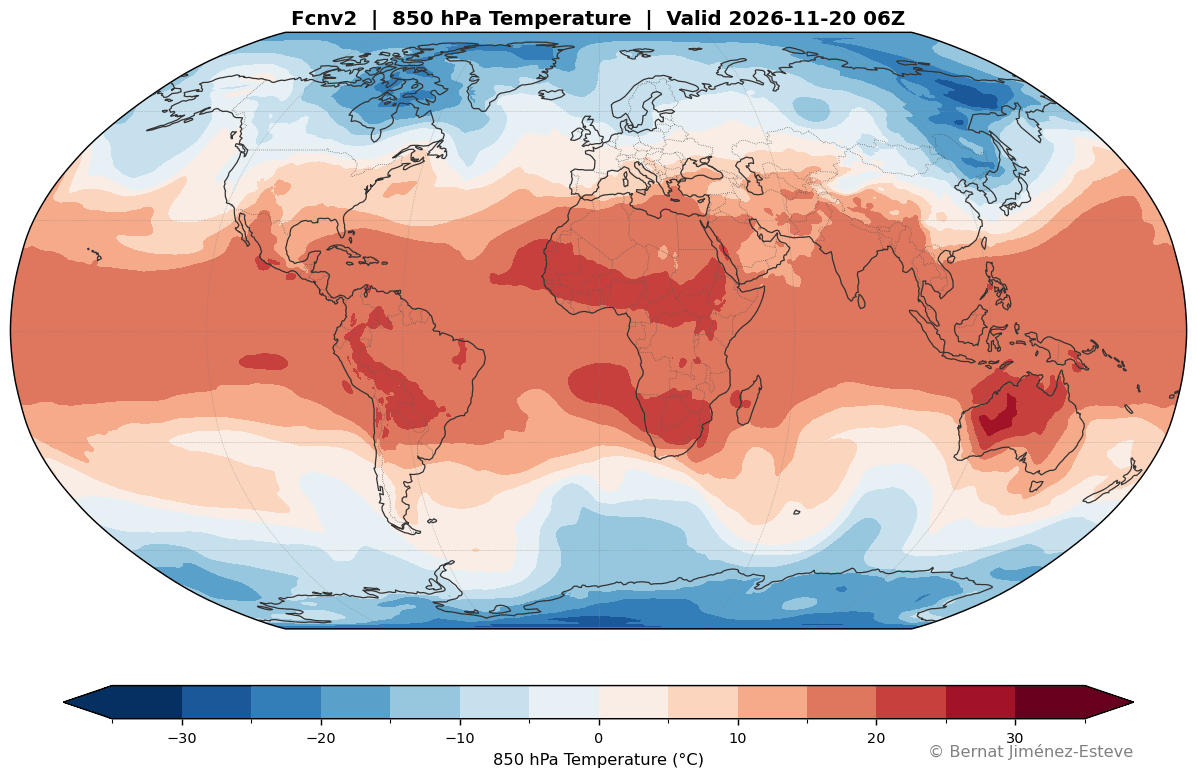 Fcnv2 | 850 hPa Temperature | Valid 2026-11-20 06Z
−30 −20 −10 0 10 20 30
850 hPa Temperature (°C)
© Bernat Jiménez-Esteve